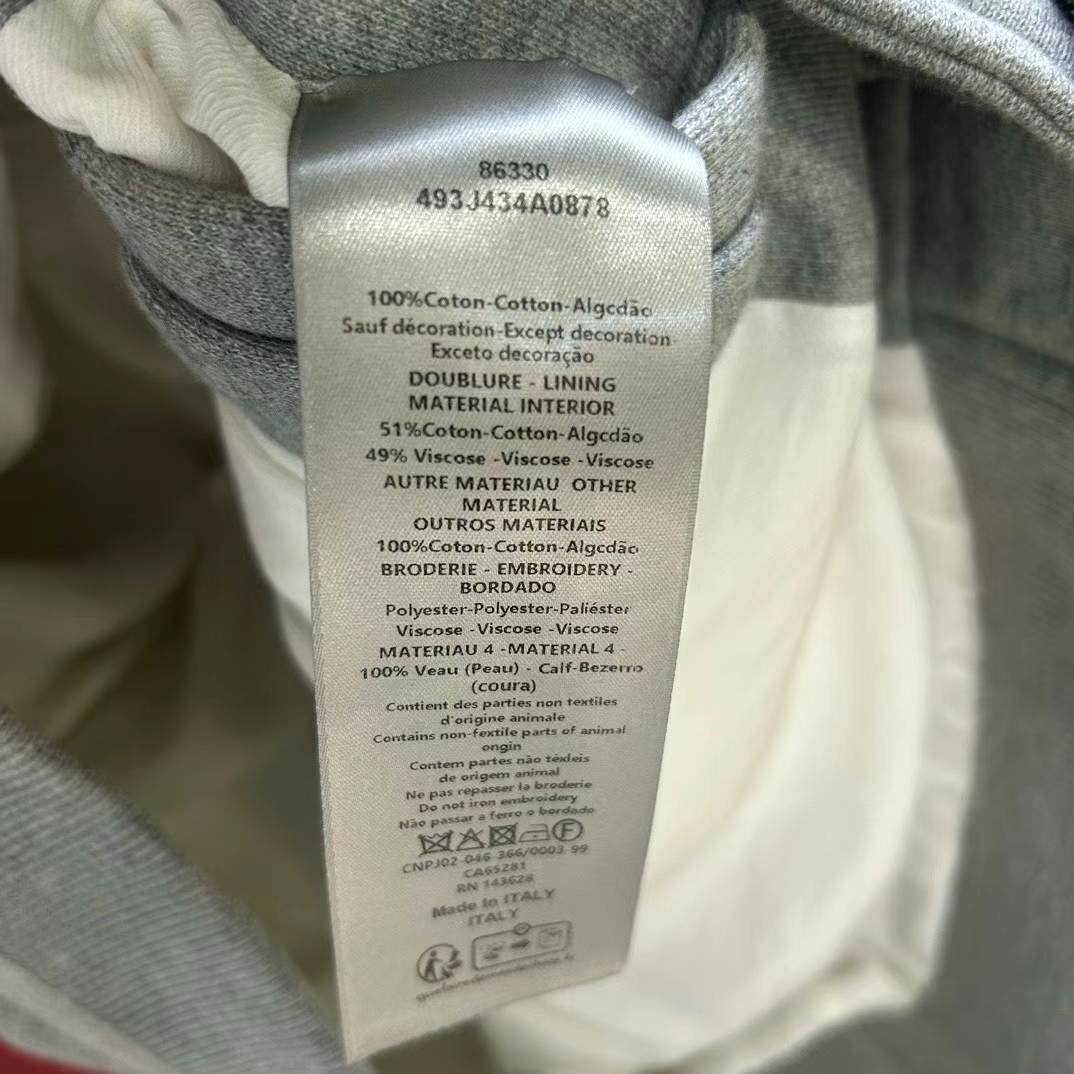 86330
493J434A0878
100%Coton-Cotton-Algcdão
Sauf décoration-Except decoration
Exceto decoração
DOUBLURE - LINING
MATERIAL INTERIOR
51%Coton-Cotton-Algcdão
49% Viscose -Viscose -Viscose
AUTRE MATERIAU OTHER
MATERIAL
OUTROS MATERIAIS
100%Coton-Cotton-Algcdão
BRODERIE - EMBROIDERY -
BORDADO
Polyester-Polyester-Paliéster
Viscose -Viscose -Viscose
MATERIAU 4 -MATERIAL 4 -
100% Veau (Peau) - Calf-Bezerro
(coura)
Contient des parties non textiles
d'origine animale
Contains non-fextile parts of animal
ongin
Contem partes não téxleis
de origem animal
Ne pas repasser la broderie
Do not iron embroidery
Não passar a ferro o bordado
F
CNPJ02-046-366/0003-99
CA65281
RN 143628
Made In ITALY
ITALY